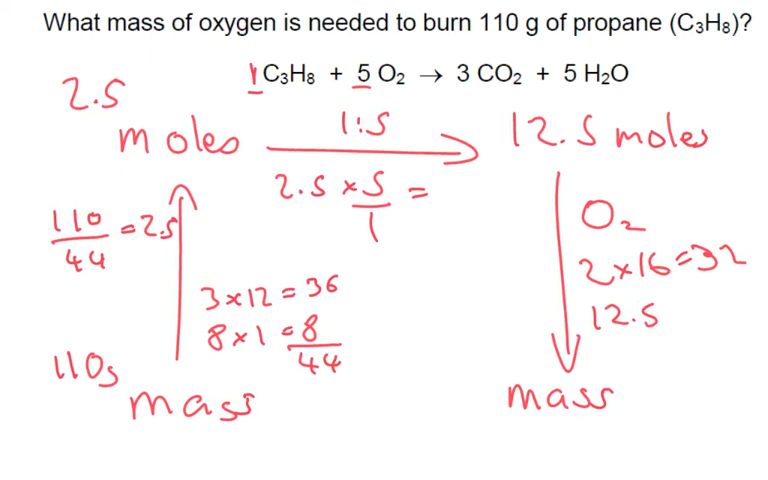 What mass of oxygen is needed to burn 110 g of propane (C₃H₈)?
1 C₃H₈ + 5 O₂ → 3 CO₂ + 5 H₂O
2.5
moles
1:5
12.5 moles
2.5 × 5/1 =
110/44 = 2.5
O₂
2 × 16 = 32
12.5
3 × 12 = 36
8 × 1 = 8
44
110g
mass
mass